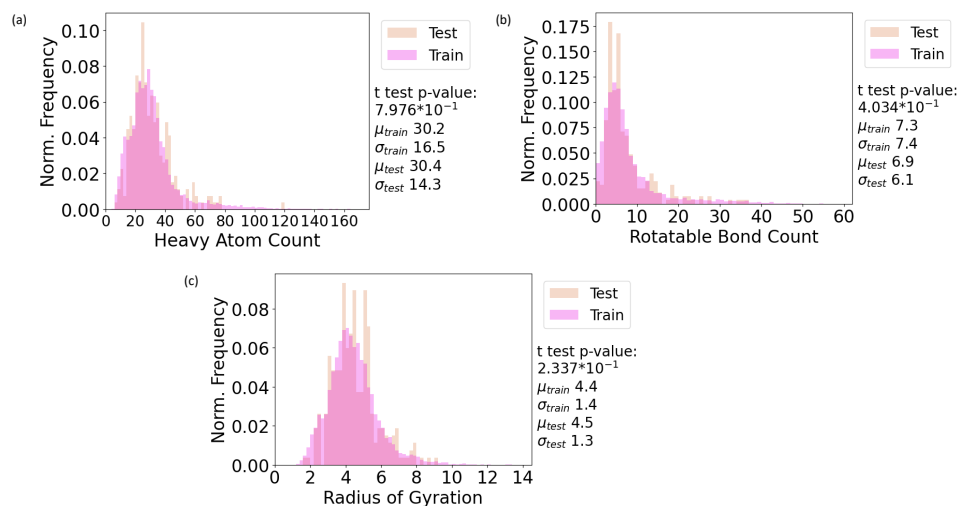 (a)
0.10
0.08
0.06
0.04
0.02
0.00
Norm. Frequency
0 20 40 60 80 100 120 140 160
Heavy Atom Count
Test
Train
t test p-value:
7.976*10⁻¹
μtrain 30.2
σtrain 16.5
μtest 30.4
σtest 14.3
(b)
0.175
0.150
0.125
0.100
0.075
0.050
0.025
0.000
Norm. Frequency
0 10 20 30 40 50 60
Rotatable Bond Count
Test
Train
t test p-value:
4.034*10⁻¹
μtrain 7.3
σtrain 7.4
μtest 6.9
σtest 6.1
(c)
0.08
0.06
0.04
0.02
0.00
Norm. Frequency
0 2 4 6 8 10 12 14
Radius of Gyration
Test
Train
t test p-value:
2.337*10⁻¹
μtrain 4.4
σtrain 1.4
μtest 4.5
σtest 1.3